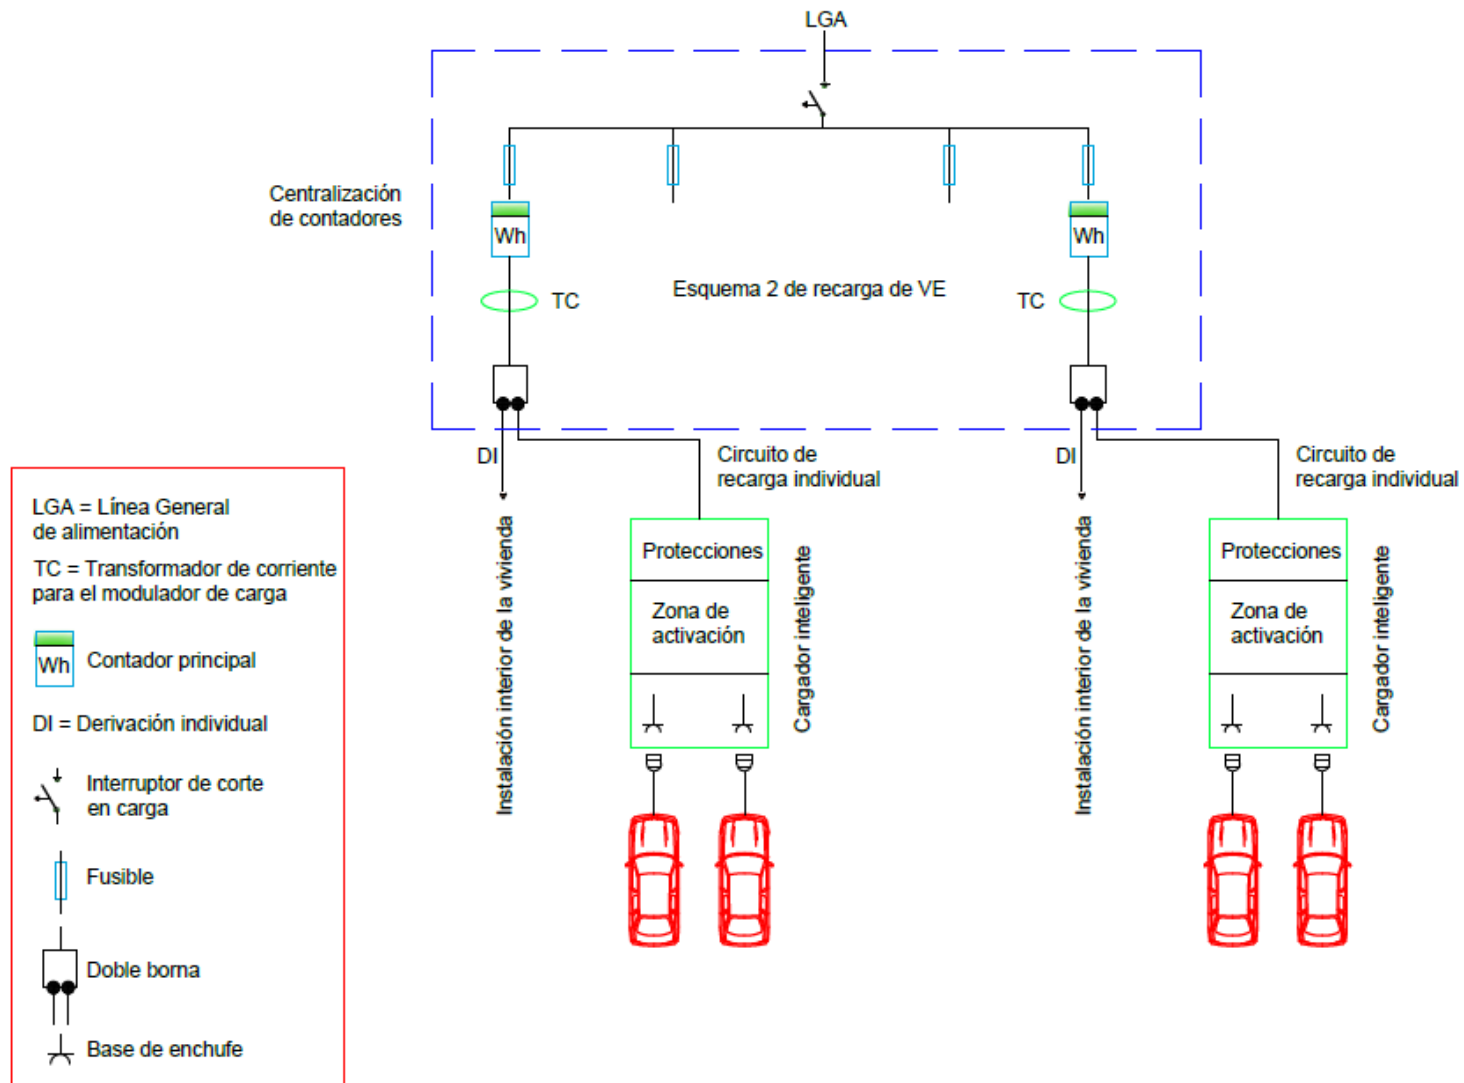 LGA
Centralización
de contadores
Wh
Wh
TC
Esquema 2 de recarga de VE
TC
DI
Circuito de
recarga individual
DI
Circuito de
recarga individual
Instalación interior de la vivienda
Protecciones
Zona de
activación
Cargador inteligente
Instalación interior de la vivienda
Protecciones
Zona de
activación
Cargador inteligente
LGA = Línea General
de alimentación
TC = Transformador de corriente
para el modulador de carga
Wh
Contador principal
DI = Derivación individual
Interruptor de corte
en carga
Fusible
Doble borna
Base de enchufe